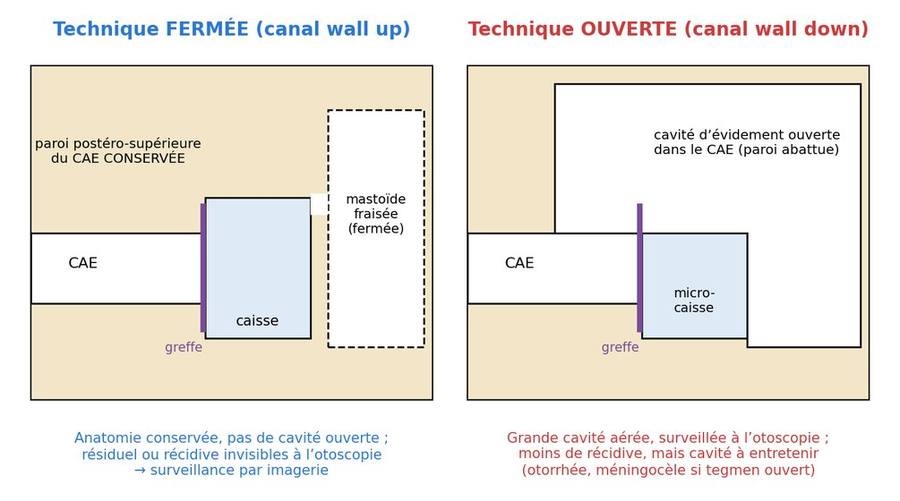 Technique FERMÉE (canal wall up)
Technique OUVERTE (canal wall down)
paroi postéro-supérieure
du CAE CONSERVÉE
mastoïde
fraisée
(fermée)
CAE
caisse
greffe
cavité d’évidement ouverte
dans le CAE (paroi abattue)
CAE
micro-
caisse
greffe
Anatomie conservée, pas de cavité ouverte ;
résiduel ou récidive invisibles à l’otoscopie
→ surveillance par imagerie
Grande cavité aérée, surveillée à l’otoscopie ;
moins de récidive, mais cavité à entretenir
(otorrhée, méningocèle si tegmen ouvert)